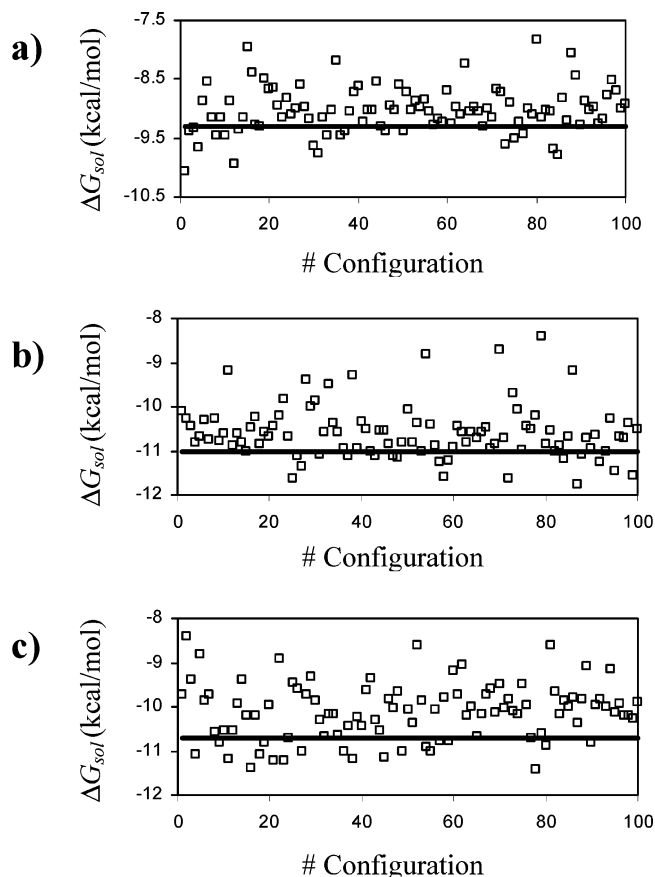 a)
ΔGsol (kcal/mol)
-7.5
-8.5
-9.5
-10.5
0 20 40 60 80 100
# Configuration
b)
ΔGsol (kcal/mol)
-8
-9
-10
-11
-12
0 20 40 60 80 100
# Configuration
c)
ΔGsol (kcal/mol)
-8
-9
-10
-11
-12
0 20 40 60 80 100
# Configuration